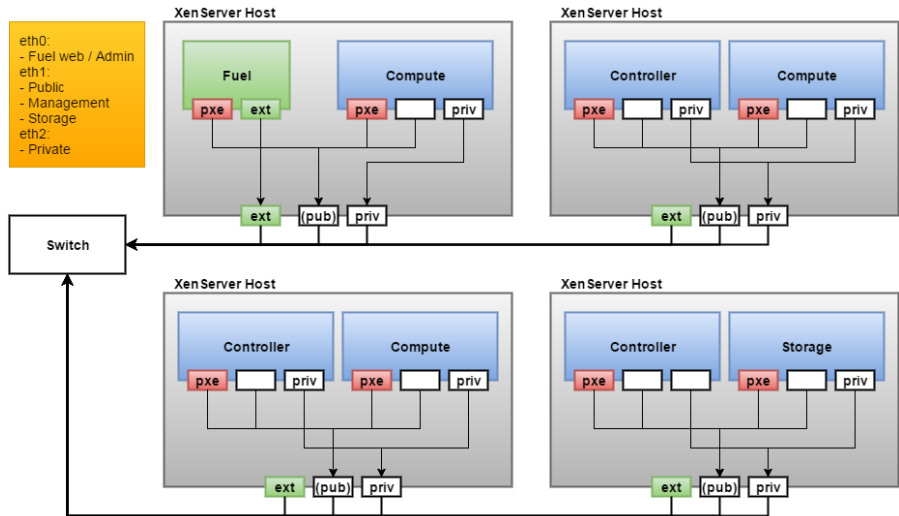 XenServer Host
XenServer Host
eth0:
- Fuel web / Admin
eth1:
- Public
- Management
- Storage
eth2:
- Private
Fuel
Compute
Controller
Compute
pxe
ext
pxe
priv
pxe
priv
pxe
priv
ext
(pub)
priv
ext
(pub)
priv
Switch
XenServer Host
XenServer Host
Controller
Compute
Controller
Storage
pxe
priv
pxe
priv
pxe
pxe
priv
ext
(pub)
priv
ext
(pub)
priv